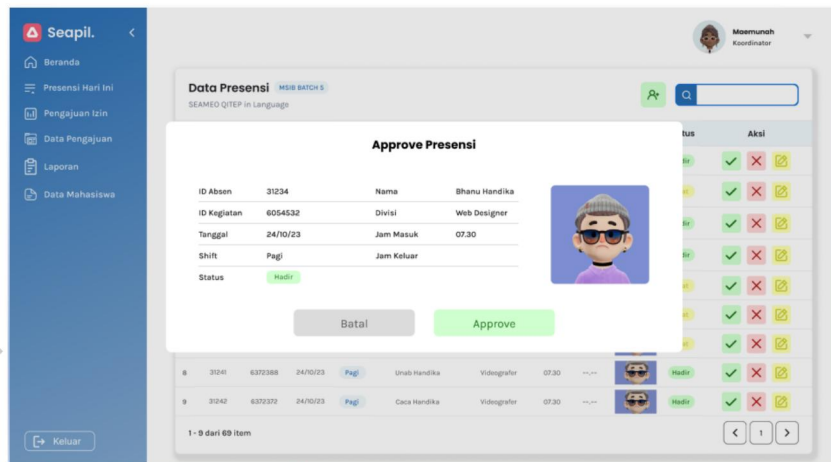 Seapil.
Maemunah
Koordinator
Beranda
Presensi Hari Ini
Pengajuan Izin
Data Pengajuan
Laporan
Data Mahasiswa
Keluar
Data Presensi MSIB BATCH 5
SEAMEO QITEP in Language
tus Aksi
Approve Presensi
ID Absen 31234 Nama Bhanu Handika
ID Kegiatan 6054532 Divisi Web Designer
Tanggal 24/10/23 Jam Masuk 07.30
Shift Pagi Jam Keluar
Status Hadir
Batal Approve
8 31241 6372388 24/10/23 Pagi Unab Handika Videografer 07.30 --.-- Hadir
9 31242 6372372 24/10/23 Pagi Caca Handika Videografer 07.30 --.-- Hadir
1 - 9 dari 69 item
< 1 >